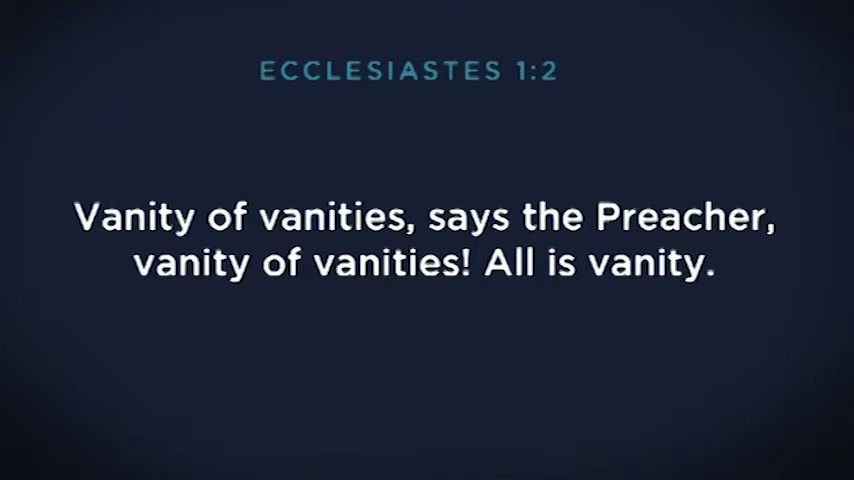 ECCLESIASTES 1:2
Vanity of vanities, says the Preacher,
vanity of vanities! All is vanity.